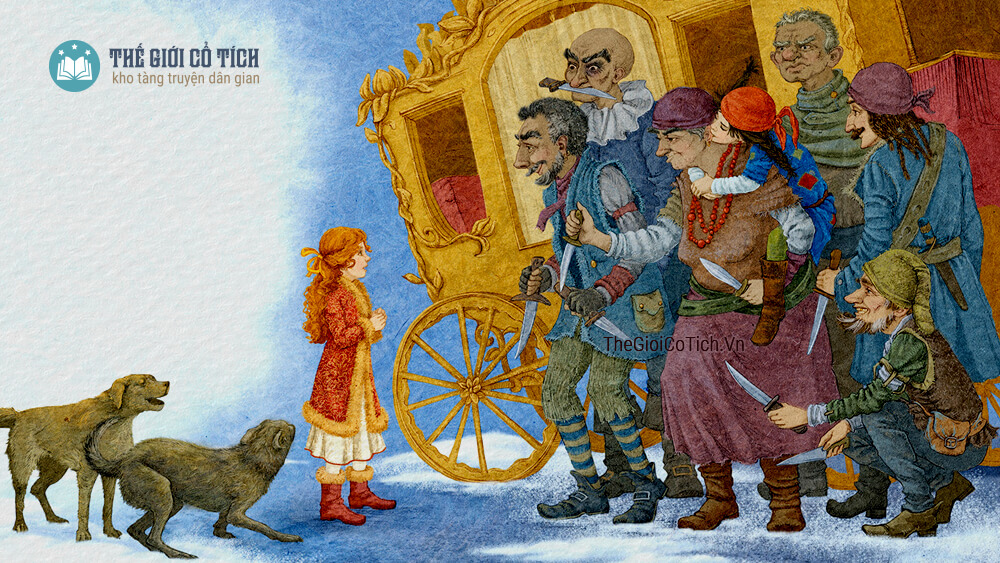 THẾ GIỚI CỔ TÍCH
kho tàng truyện dân gian
TheGioiCoTich.Vn